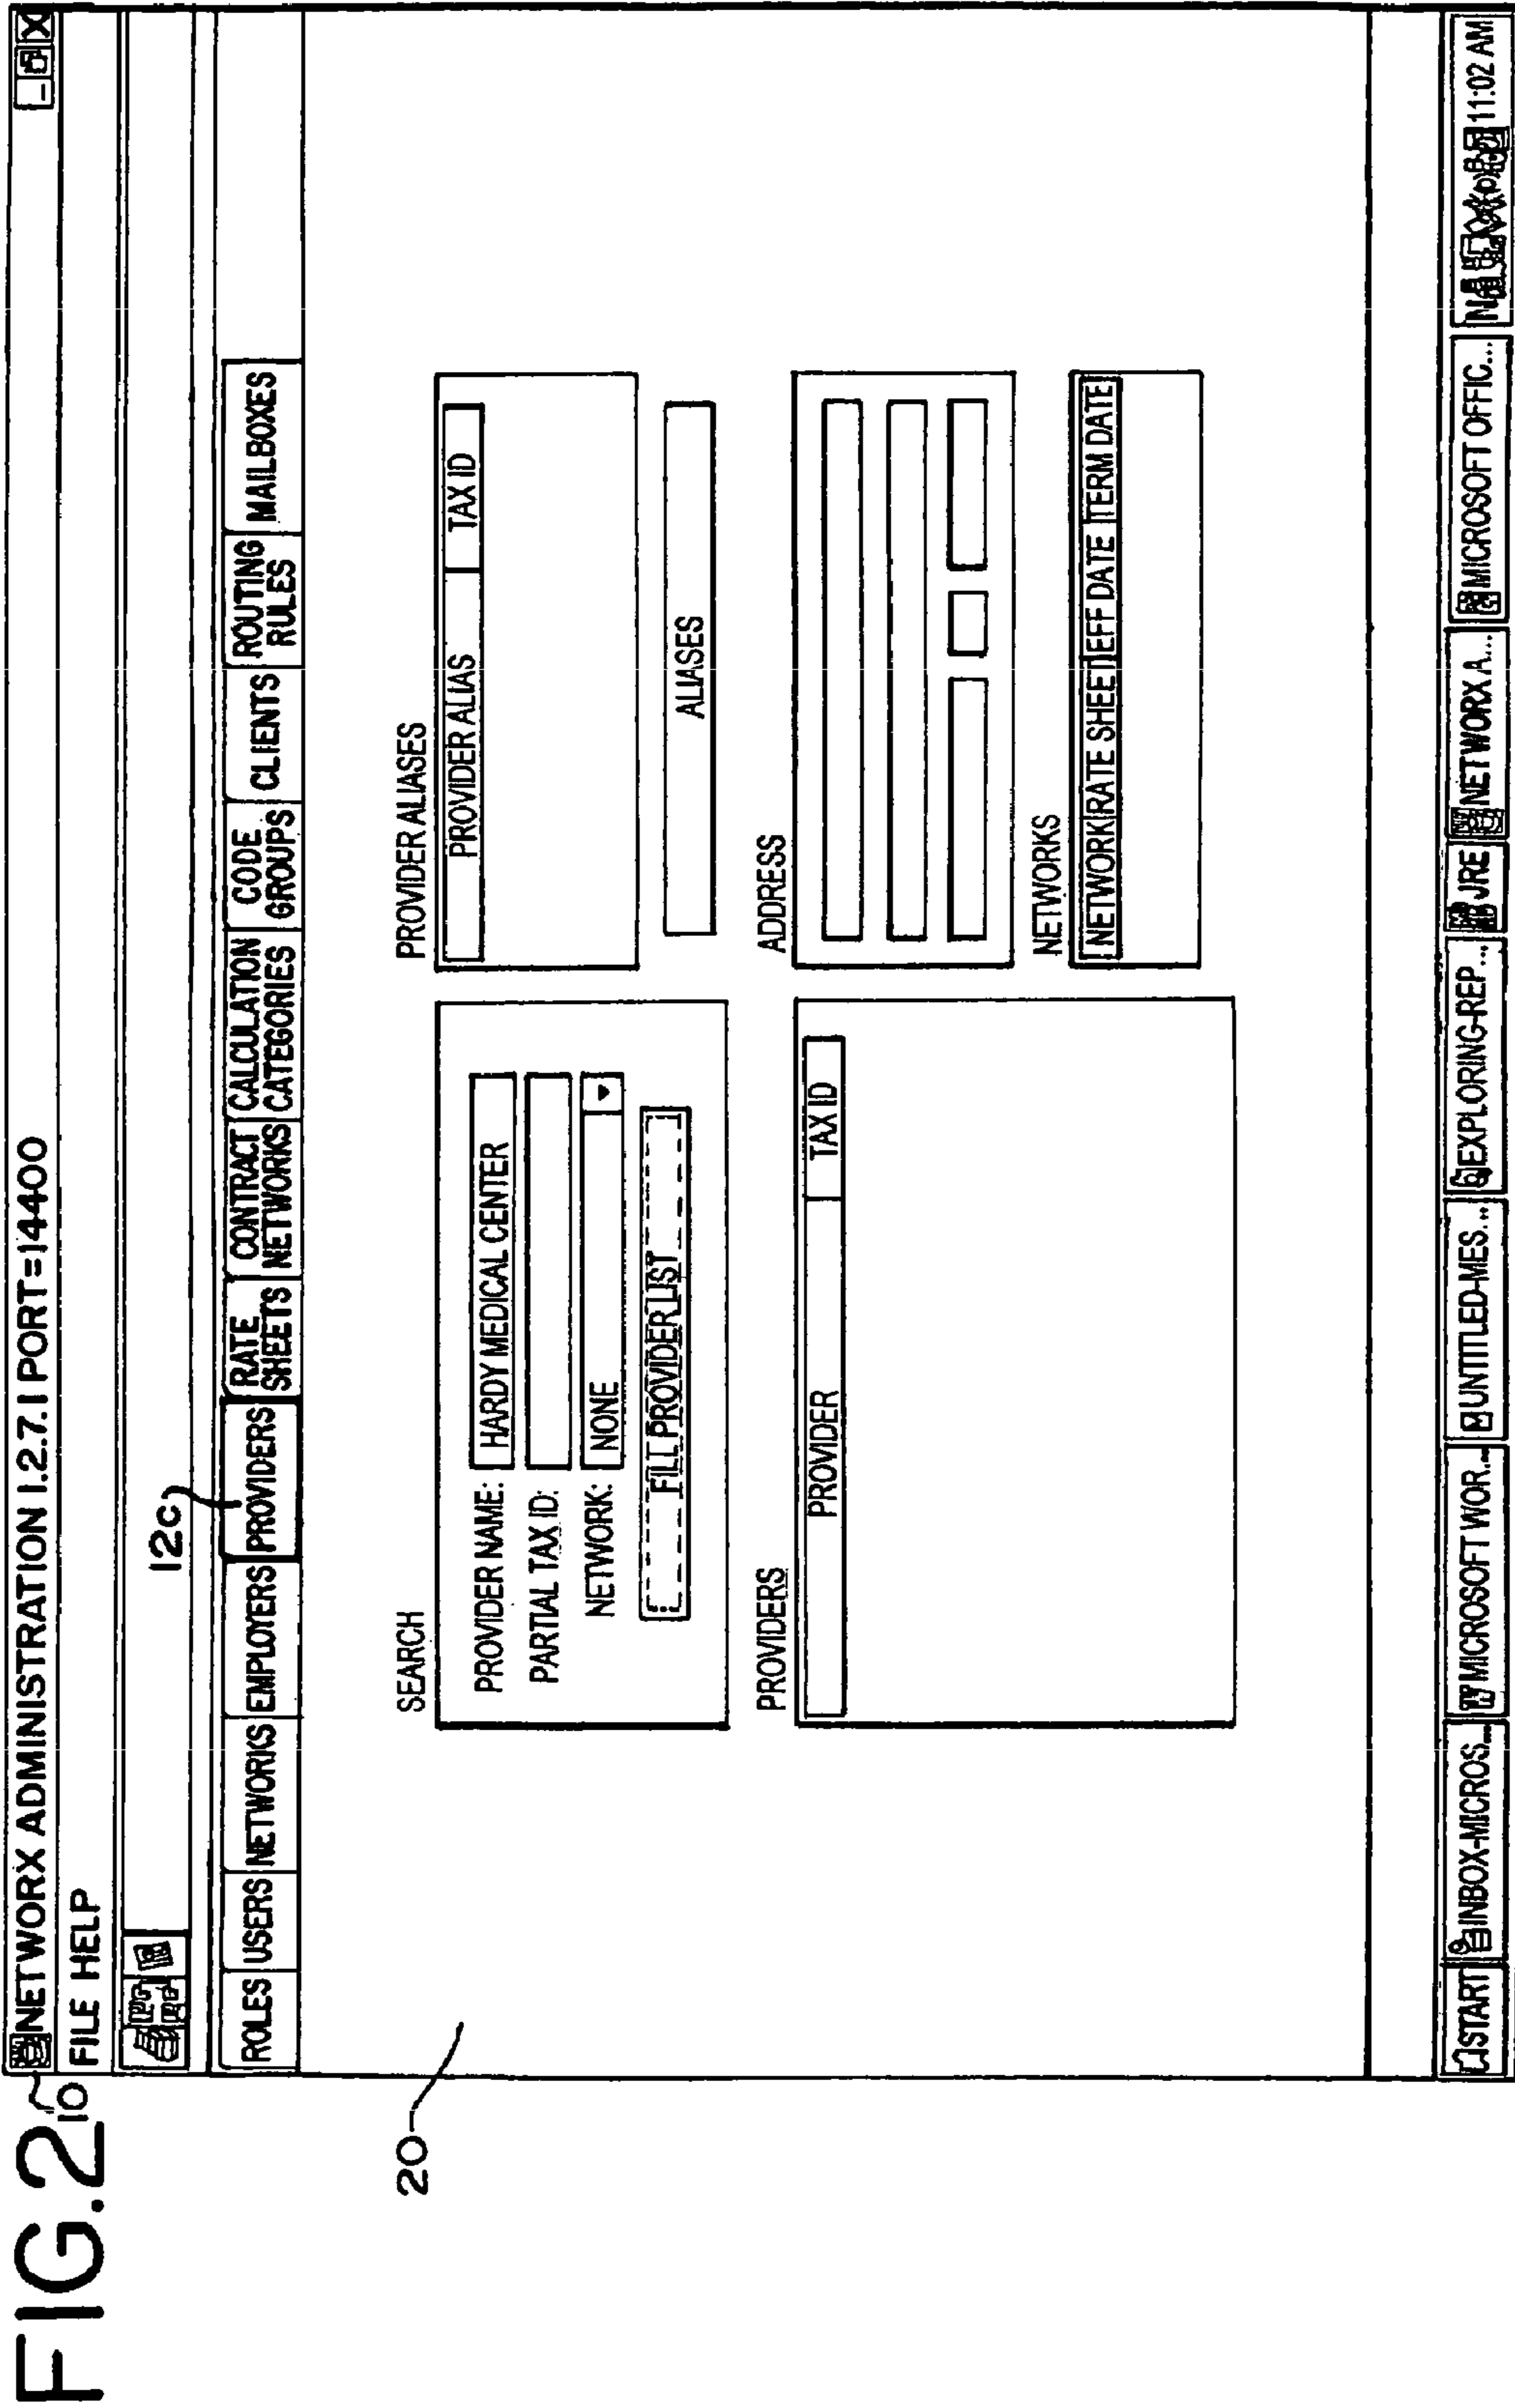 FIG.2
10
NETWORX ADMINISTRATION 1.2.7.1 PORT=14400
FILE HELP
12c
ROLES USERS NETWORKS EMPLOYERS PROVIDERS RATE SHEETS CONTRACT NETWORKS CALCULATION CATEGORIES CODE GROUPS CLIENTS ROUTING RULES MAILBOXES
20
SEARCH
PROVIDER NAME: HARDY MEDICAL CENTER
PARTIAL TAX ID:
NETWORK: NONE
FILL PROVIDER LIST
PROVIDERS
PROVIDER TAX ID
PROVIDER ALIASES
PROVIDER ALIAS TAX ID
ALIASES
ADDRESS
NETWORKS
NETWORK RATE SHEET EFF DATE TERM DATE
START INBOX-MICROS... MICROSOFT WOR... UNTITLED-MES... EXPLORING-REP... JRE NETWORX A... MICROSOFT OFFIC... 11:02 AM